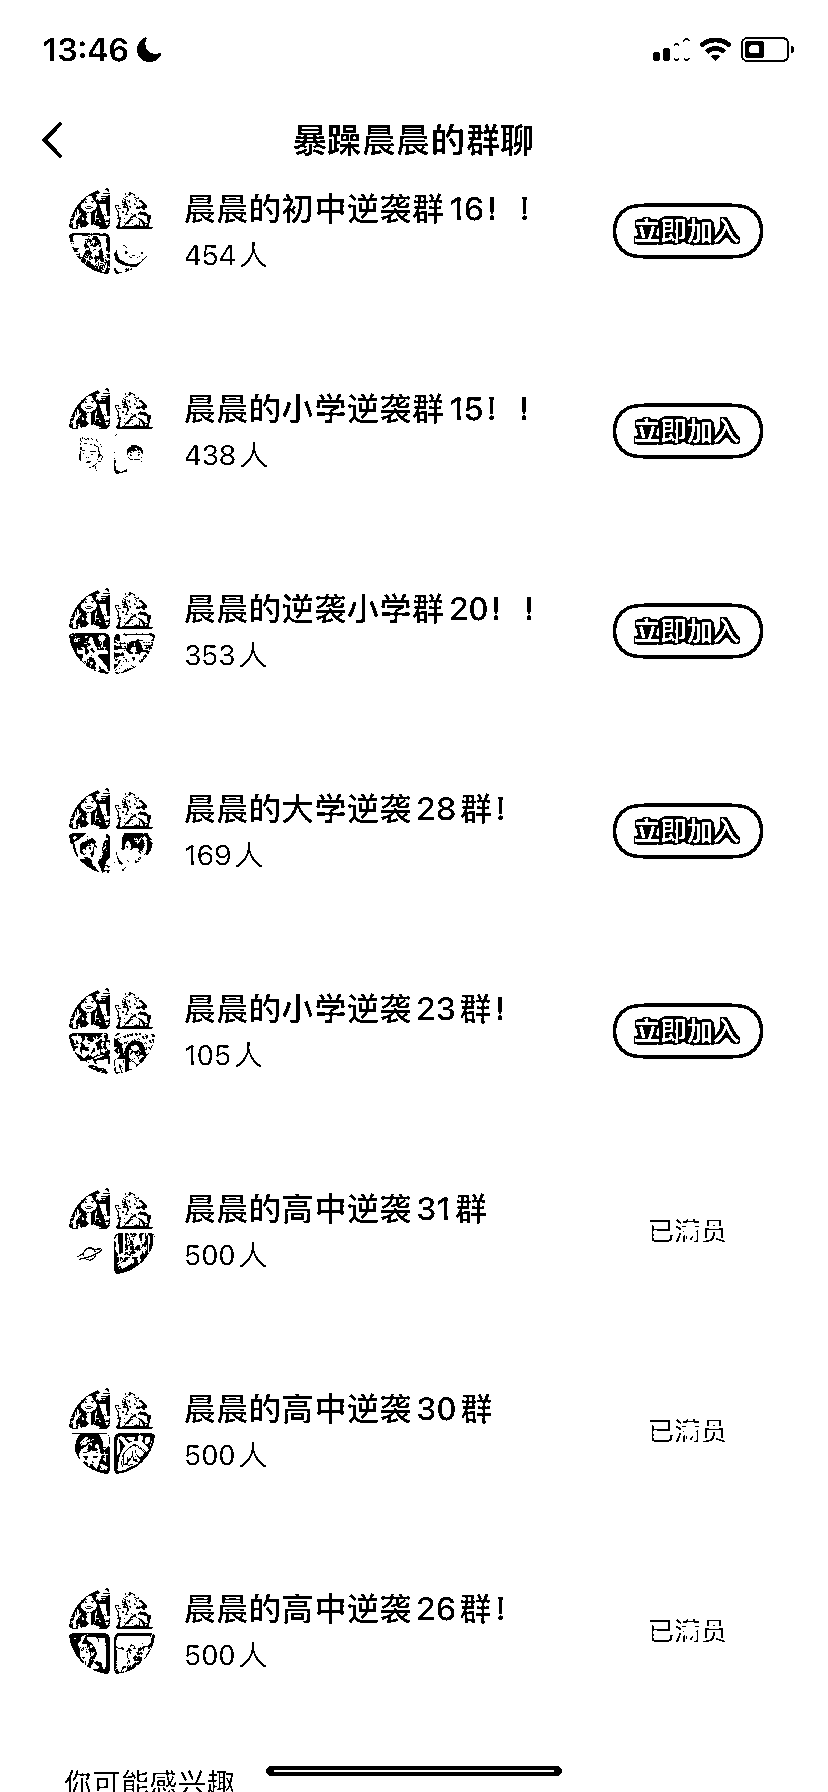 13:46
暴躁晨晨的群聊
晨晨的初中逆袭群16！！
454人
立即加入
晨晨的小学逆袭群15！！
438人
立即加入
晨晨的逆袭小学群20！！
353人
立即加入
晨晨的大学逆袭28群！
169人
立即加入
晨晨的小学逆袭23群！
105人
立即加入
晨晨的高中逆袭31群
500人
已满员
晨晨的高中逆袭30群
500人
已满员
晨晨的高中逆袭26群！
500人
已满员
你可能感兴趣